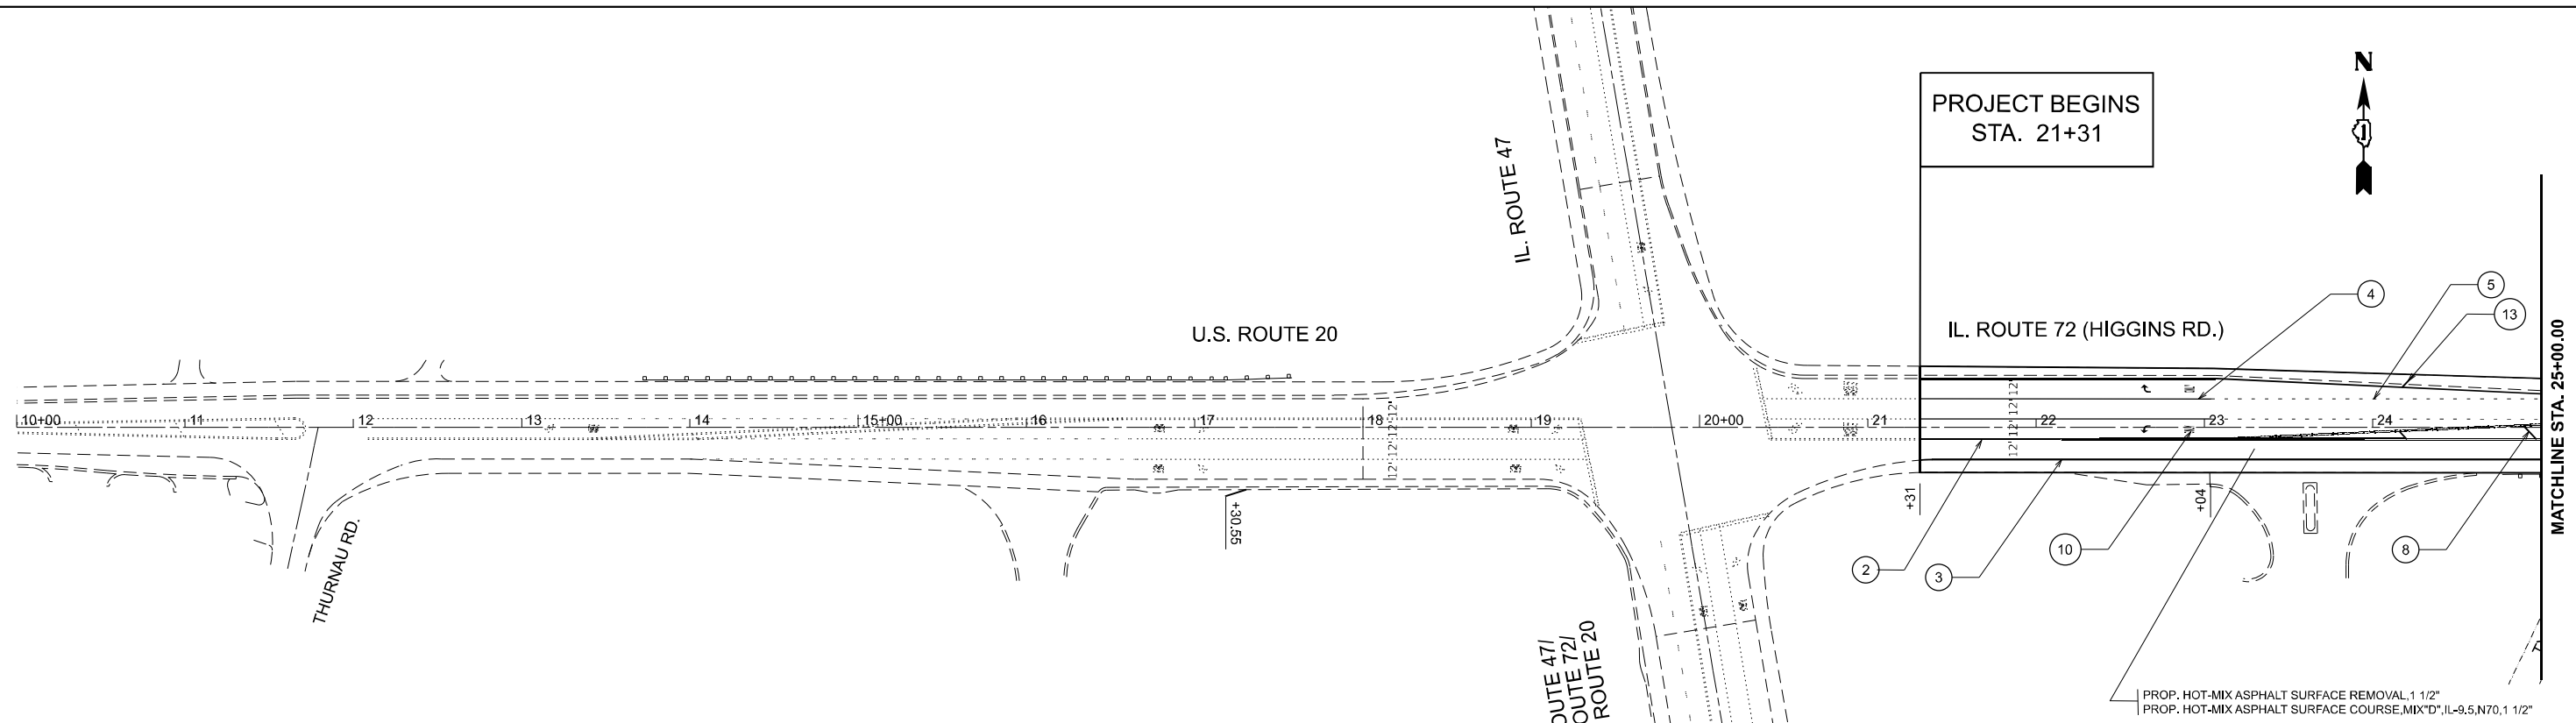 N
PROJECT BEGINS
STA. 21+31
IL. ROUTE 47
U.S. ROUTE 20
IL. ROUTE 72 (HIGGINS RD.)
4
5
13
MATCHLINE STA. 25+00.00
10+00
11
12
13
14
15+00
16
17
18
19
20+00
21
22
23
24
12' 12' 12' 12'
12' 12' 12' 12'
+30.55
+31
+04
THURNAU RD.
2
3
10
8
ROUTE 47/
ROUTE 72/
ROUTE 20
PROP. HOT-MIX ASPHALT SURFACE REMOVAL,1 1/2"
PROP. HOT-MIX ASPHALT SURFACE COURSE,MIX"D",IL-9.5,N70,1 1/2"